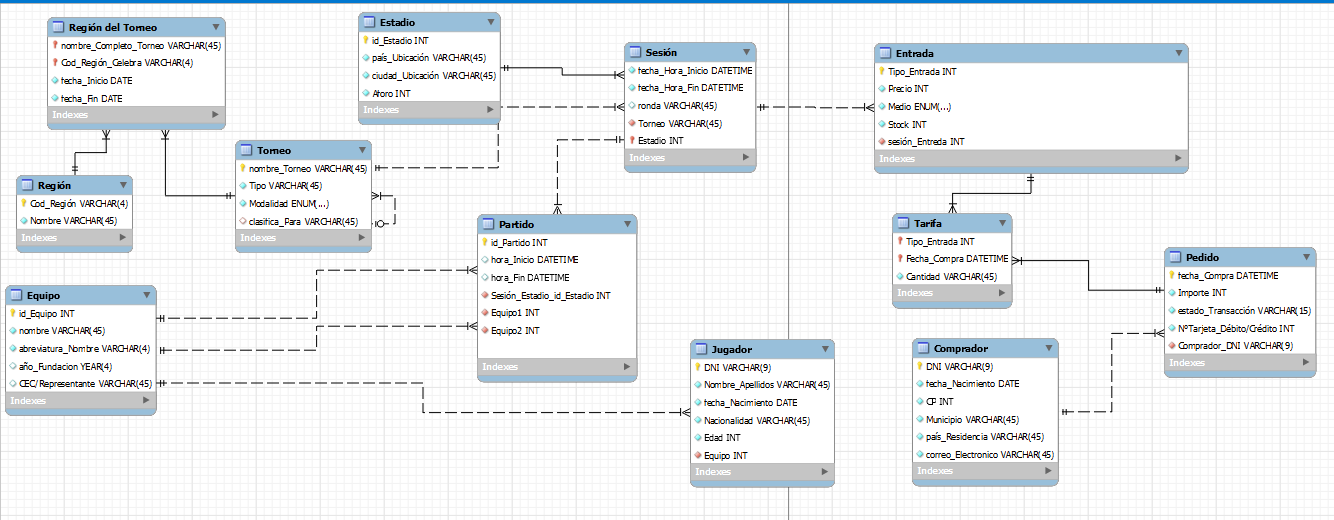 Región del Torneo
nombre_Completo_Torneo VARCHAR(45)
Cod_Región_Celebra VARCHAR(4)
fecha_Inicio DATE
fecha_Fin DATE
Indexes
Estadio
id_Estadio INT
país_Ubicación VARCHAR(45)
ciudad_Ubicación VARCHAR(45)
Aforo INT
Indexes
Sesión
fecha_Hora_Inicio DATETIME
fecha_Hora_Fin DATETIME
ronda VARCHAR(45)
Torneo VARCHAR(45)
Estadio INT
Indexes
Entrada
Tipo_Entrada INT
Precio INT
Medio ENUM(...)
Stock INT
sesión_Entreda INT
Indexes
Región
Cod_Región VARCHAR(4)
Nombre VARCHAR(45)
Indexes
Torneo
nombre_Torneo VARCHAR(45)
Tipo VARCHAR(45)
Modalidad ENUM(...)
clasifica_Para VARCHAR(45)
Indexes
Partido
id_Partido INT
hora_Inicio DATETIME
hora_Fin DATETIME
Sesión_Estadio_id_Estadio INT
Equipo1 INT
Equipo2 INT
Indexes
Tarifa
Tipo_Entrada INT
Fecha_Compra DATETIME
Cantidad VARCHAR(45)
Indexes
Pedido
fecha_Compra DATETIME
Importe INT
estado_Transacción VARCHAR(15)
NºTarjeta_Débito/Crédito INT
Comprador_DNI VARCHAR(9)
Indexes
Equipo
id_Equipo INT
nombre VARCHAR(45)
abreviatura_Nombre VARCHAR(4)
año_Fundacion YEAR(4)
CEC/Representante VARCHAR(45)
Indexes
Jugador
DNI VARCHAR(9)
Nombre_Apellidos VARCHAR(45)
fecha_Nacimiento DATE
Nacionalidad VARCHAR(45)
Edad INT
Equipo INT
Indexes
Comprador
DNI VARCHAR(9)
fecha_Nacimiento DATE
CP INT
Municipio VARCHAR(45)
país_Residencia VARCHAR(45)
correo_Electronico VARCHAR(45)
Indexes